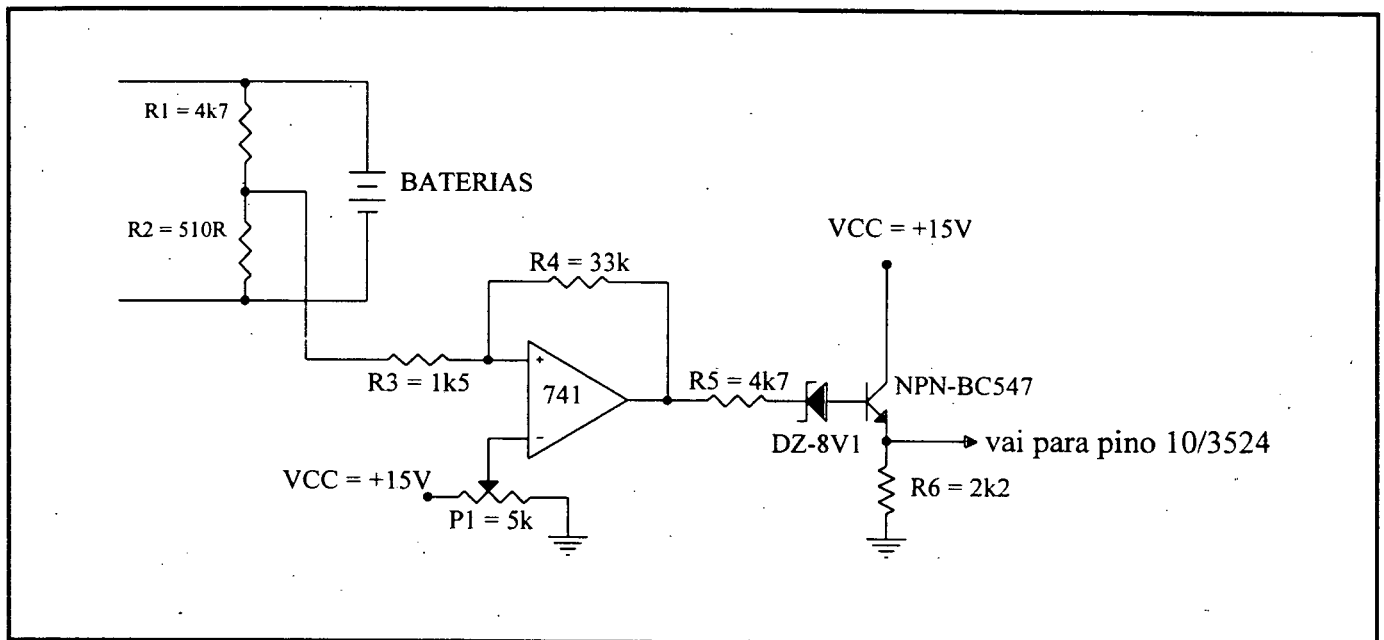 R1 = 4k7
BATERIAS
R2 = 510R
VCC = +15V
R4 = 33k
+
R3 = 1k5
741
R5 = 4k7
NPN-BC547
-
DZ-8V1
vai para pino 10/3524
VCC = +15V
R6 = 2k2
P1 = 5k